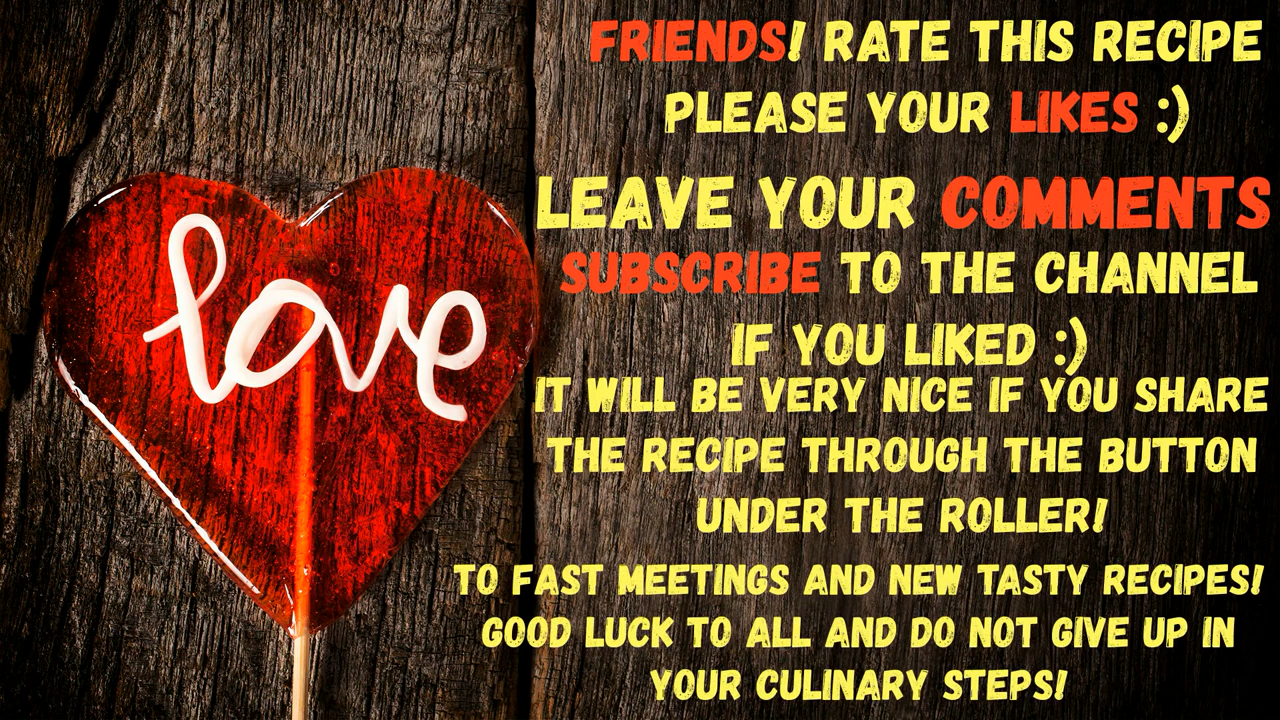 FRIENDS! RATE THIS RECIPE
PLEASE YOUR LIKES :)
LEAVE YOUR COMMENTS
SUBSCRIBE TO THE CHANNEL
IF YOU LIKED :)
IT WILL BE VERY NICE IF YOU SHARE
THE RECIPE THROUGH THE BUTTON
UNDER THE ROLLER!
TO FAST MEETINGS AND NEW TASTY RECIPES!
GOOD LUCK TO ALL AND DO NOT GIVE UP IN
YOUR CULINARY STEPS!
love